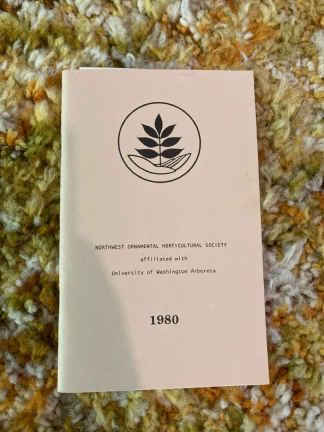 NORTHWEST ORNAMENTAL HORTICULTURAL SOCIETY
affiliated with
University of Washington Arboreta
1980